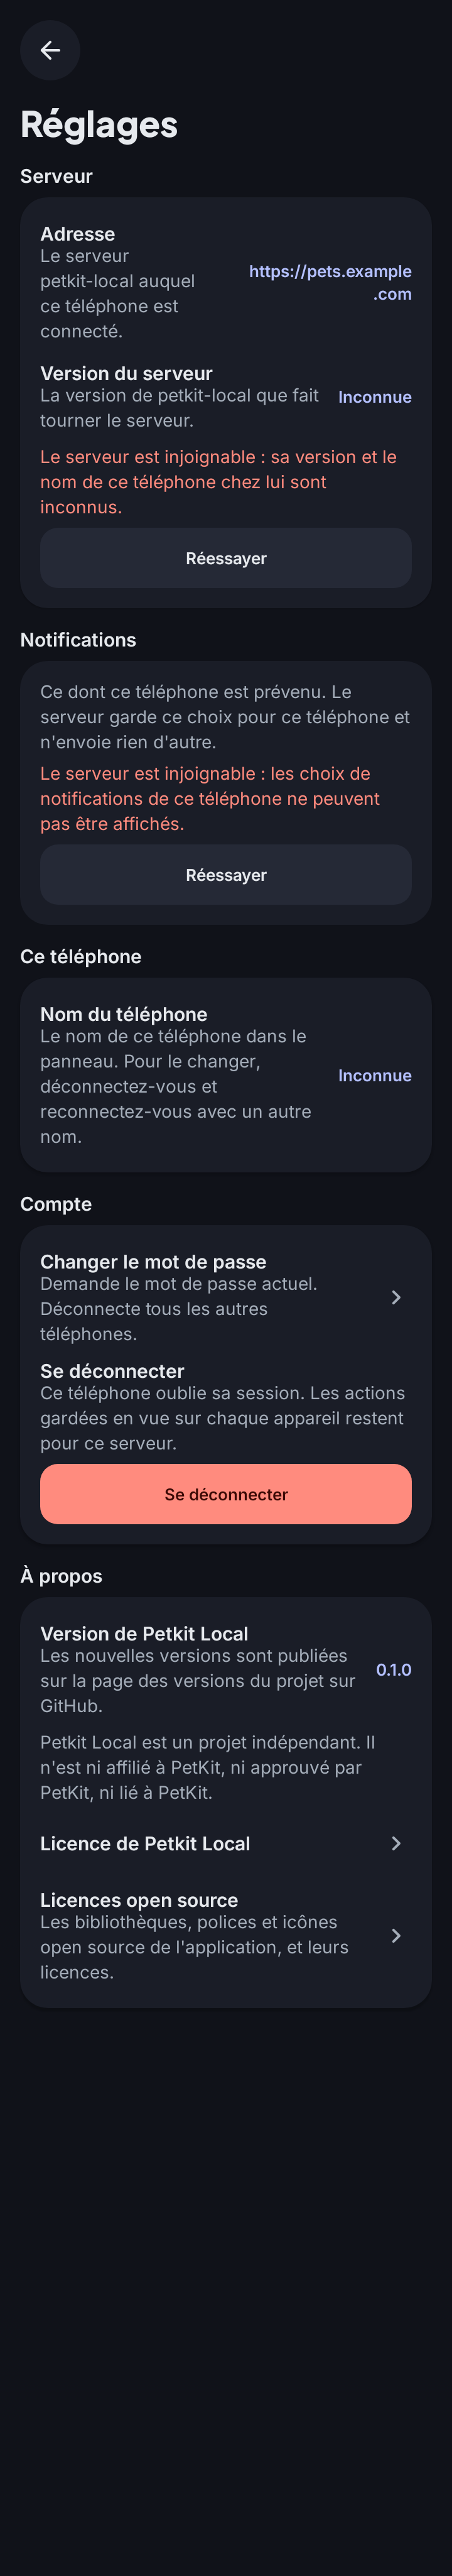 Réglages
Serveur
Adresse
Le serveur
petkit-local auquel
ce téléphone est
connecté.
https://pets.example
.com
Version du serveur
La version de petkit-local que fait
tourner le serveur.
Inconnue
Le serveur est injoignable : sa version et le
nom de ce téléphone chez lui sont
inconnus.
Réessayer
Notifications
Ce dont ce téléphone est prévenu. Le
serveur garde ce choix pour ce téléphone et
n'envoie rien d'autre.
Le serveur est injoignable : les choix de
notifications de ce téléphone ne peuvent
pas être affichés.
Réessayer
Ce téléphone
Nom du téléphone
Le nom de ce téléphone dans le
panneau. Pour le changer,
déconnectez-vous et
reconnectez-vous avec un autre
nom.
Inconnue
Compte
Changer le mot de passe
Demande le mot de passe actuel.
Déconnecte tous les autres
téléphones.
Se déconnecter
Ce téléphone oublie sa session. Les actions
gardées en vue sur chaque appareil restent
pour ce serveur.
Se déconnecter
À propos
Version de Petkit Local
Les nouvelles versions sont publiées
sur la page des versions du projet sur
GitHub.
0.1.0
Petkit Local est un projet indépendant. Il
n'est ni affilié à PetKit, ni approuvé par
PetKit, ni lié à PetKit.
Licence de Petkit Local
Licences open source
Les bibliothèques, polices et icônes
open source de l'application, et leurs
licences.